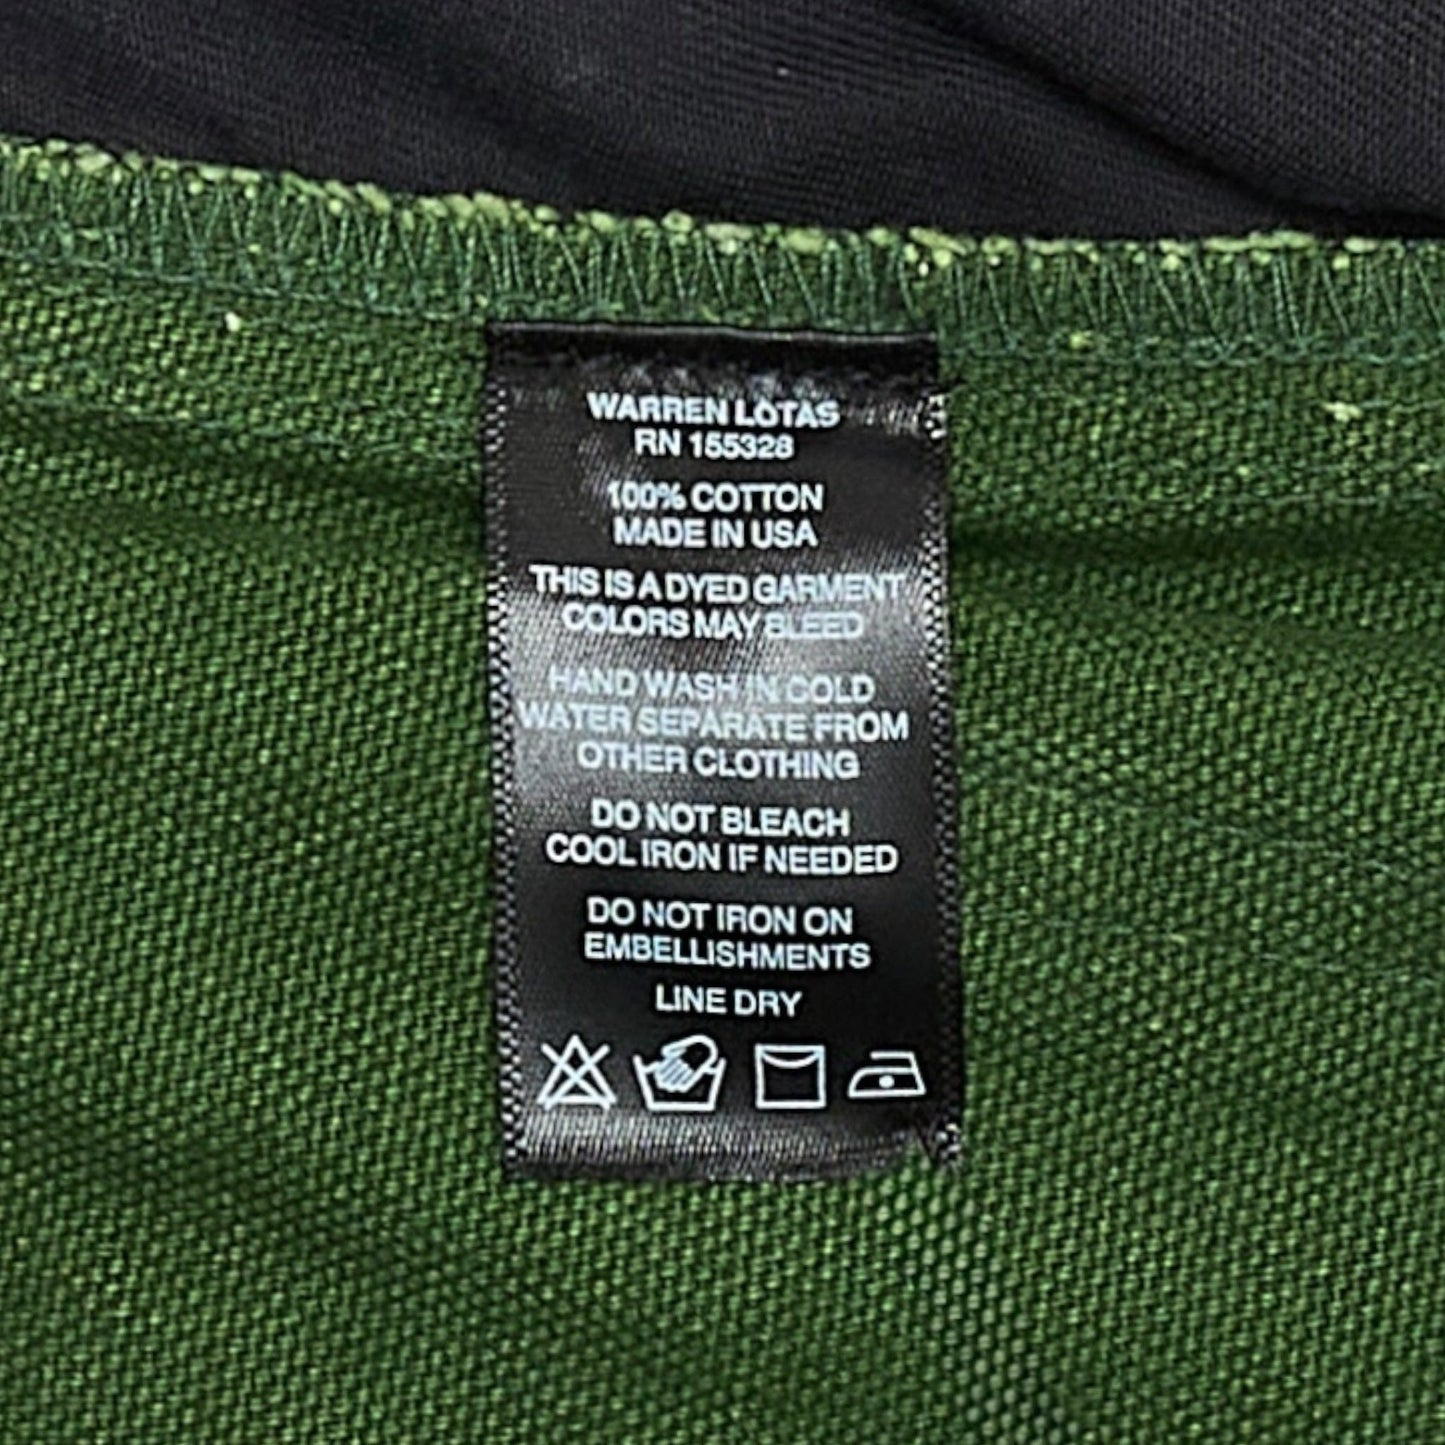 WARREN LOTAS
RN 155328
100% COTTON
MADE IN USA
THIS IS A DYED GARMENT
COLORS MAY BLEED
HAND WASH IN COLD
WATER SEPARATE FROM
OTHER CLOTHING
DO NOT BLEACH
COOL IRON IF NEEDED
DO NOT IRON ON
EMBELLISHMENTS
LINE DRY